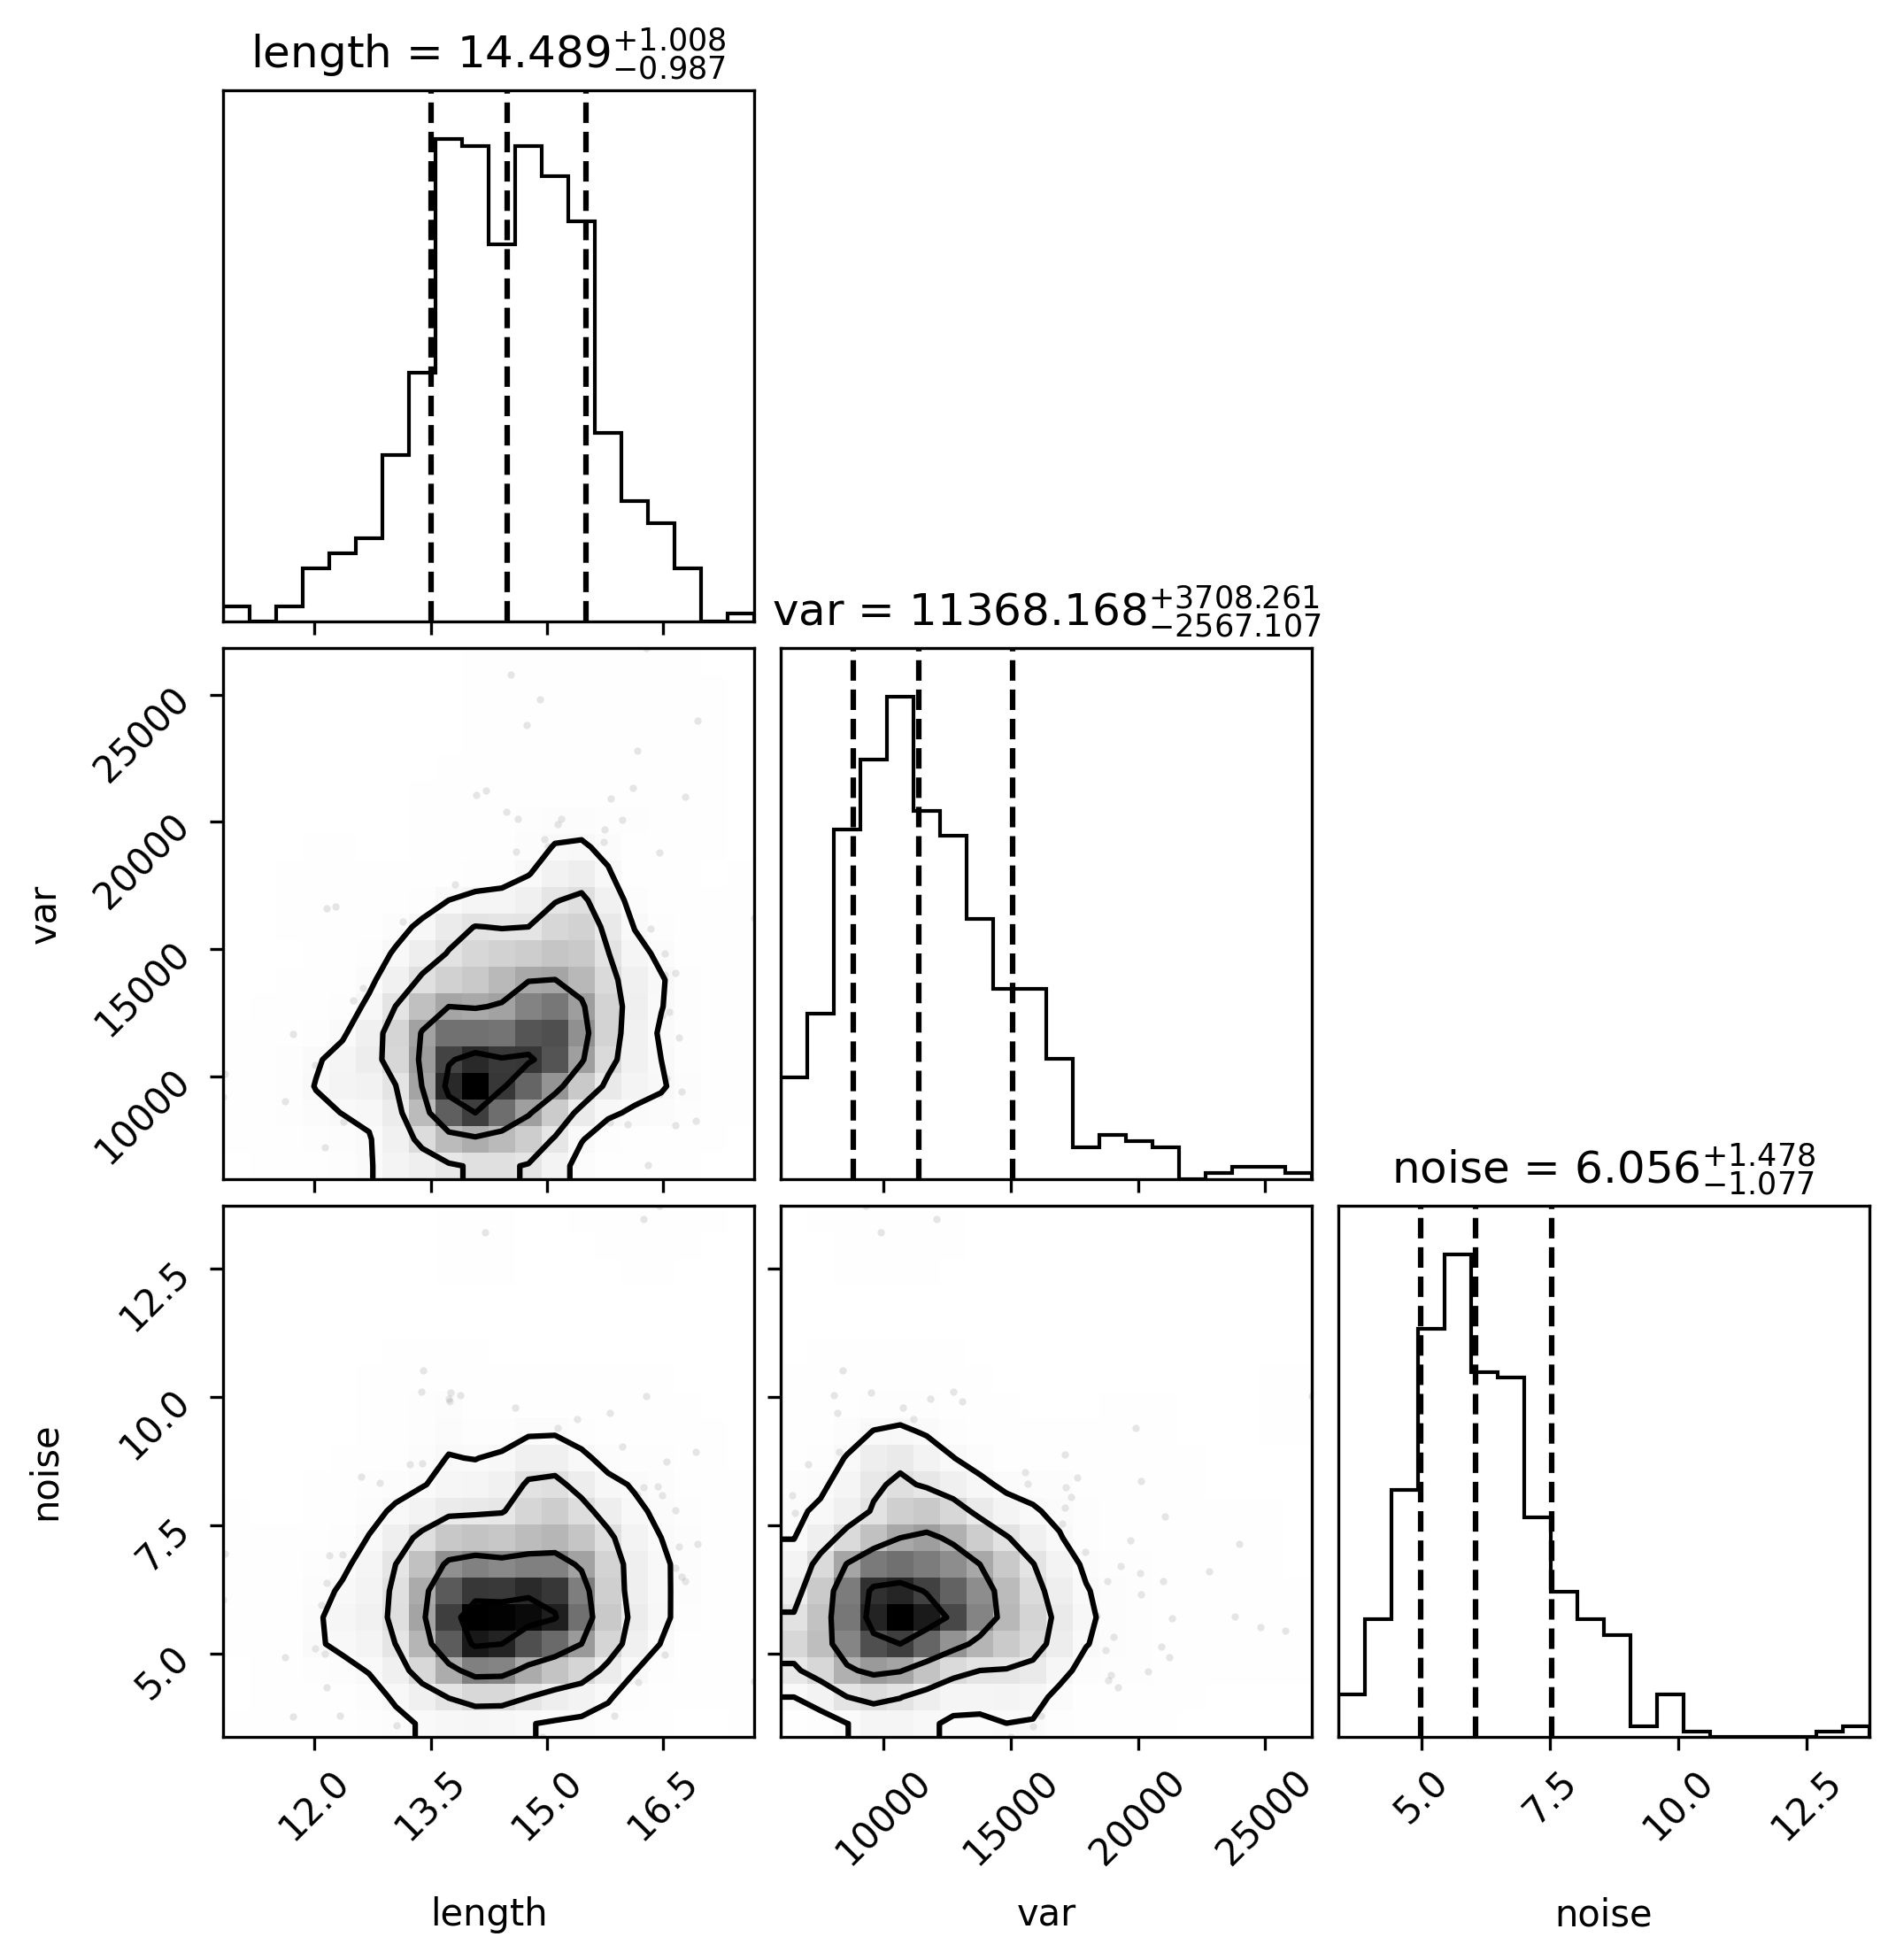 length = 14.489 +1.008 −0.987
var = 11368.168 +3708.261 −2567.107
25000
20000
15000
10000
var
noise = 6.056 +1.478 −1.077
12.5
10.0
7.5
5.0
noise
12.0 13.5 15.0 16.5 10000 15000 20000 25000 5.0 7.5 10.0 12.5
length var noise